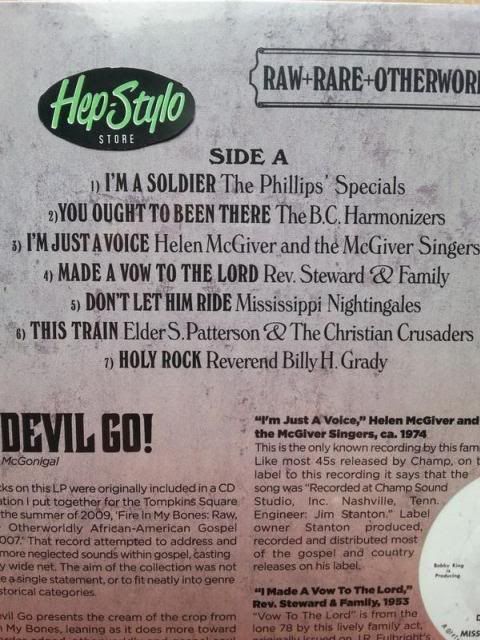 Hep-Stylo
STORE
RAW+RARE+OTHERWOR
SIDE A
1) I'M A SOLDIER The Phillips' Specials
2) YOU OUGHT TO BEEN THERE The B.C. Harmonizers
3) I'M JUST A VOICE Helen McGiver and the McGiver Singers
4) MADE A VOW TO THE LORD Rev. Steward & Family
5) DON'T LET HIM RIDE Mississippi Nightingales
6) THIS TRAIN Elder S. Patterson & The Christian Crusaders
7) HOLY ROCK Reverend Billy H. Grady
DEVIL GO!
McGonigal
cks on this LP were originally included in a CD
ation I put together for the Tompkins Square
the summer of 2009, 'Fire In My Bones: Raw,
Otherworldly African-American Gospel
007.' That record attempted to address and
more neglected sounds within gospel, casting
y wide net. The aim of the collection was not
e a single statement, or to fit neatly into genre
storical categories.
evil Go presents the cream of the crop from
n My Bones, leaning as it does more toward
"I'm Just A Voice," Helen McGiver and
the McGiver Singers, ca. 1974
This is the only known recording by this fam
Like most 45s released by Champ, on t
label to this recording it says that the
song was "Recorded at Champ Sound
Studio, Inc. Nashville, Tenn.
Engineer: Jim Stanton." Label
owner Stanton produced,
recorded and distributed most
of the gospel and country
releases on his label.
"I Made A Vow To The Lord,"
Rev. Steward & Family, 1953
"Vow To The Lord" is from the
lone 78 by this lively family act,
Bobby King
is
Producing
MISS